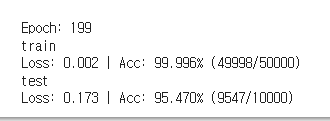 Epoch: 199
train
Loss: 0.002 | Acc: 99.996% (49998/50000)
test
Loss: 0.173 | Acc: 95.470% (9547/10000)